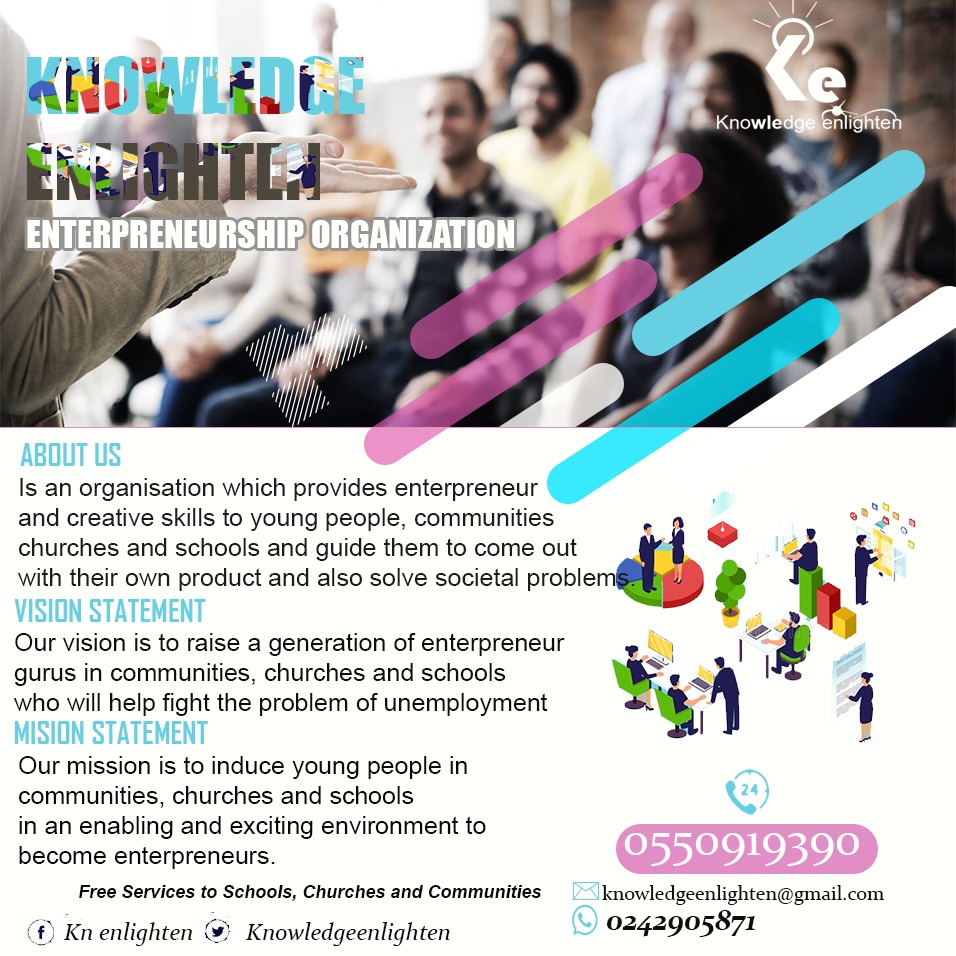 KNOWLEDGE
ENLIGHTEN
ENTERPRENEURSHIP ORGANIZATION
Ke
Knowledge enlighten
ABOUT US
Is an organisation which provides enterpreneur
and creative skills to young people, communities
churches and schools and guide them to come out
with their own product and also solve societal problems
VISION STATEMENT
Our vision is to raise a generation of enterpreneur
gurus in communities, churches and schools
who will help fight the problem of unemployment
MISION STATEMENT
Our mission is to induce young people in
communities, churches and schools
in an enabling and exciting environment to
become enterpreneurs.
Free Services to Schools, Churches and Communities
Kn enlighten Knowledgeenlighten
24
0550919390
knowledgeenlighten@gmail.com
0242905871